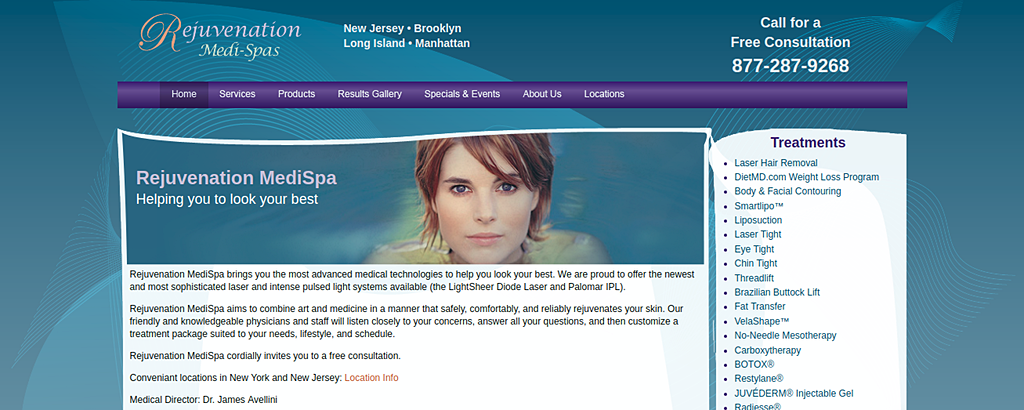 Rejuvenation
Medi-Spas
New Jersey • Brooklyn
Long Island • Manhattan
Call for a
Free Consultation
877-287-9268
Home Services Products Results Gallery Specials & Events About Us Locations
Rejuvenation MediSpa
Helping you to look your best
Rejuvenation MediSpa brings you the most advanced medical technologies to help you look your best. We are proud to offer the newest
and most sophisticated laser and intense pulsed light systems available (the LightSheer Diode Laser and Palomar IPL).
Rejuvenation MediSpa aims to combine art and medicine in a manner that safely, comfortably, and reliably rejuvenates your skin. Our
friendly and knowledgeable physicians and staff will listen closely to your concerns, answer all your questions, and then customize a
treatment package suited to your needs, lifestyle, and schedule.
Rejuvenation MediSpa cordially invites you to a free consultation.
Conveniant locations in New York and New Jersey: Location Info
Medical Director: Dr. James Avellini
Treatments
• Laser Hair Removal
• DietMD.com Weight Loss Program
• Body & Facial Contouring
• Smartlipo™
• Liposuction
• Laser Tight
• Eye Tight
• Chin Tight
• Threadlift
• Brazilian Buttock Lift
• Fat Transfer
• VelaShape™
• No-Needle Mesotherapy
• Carboxytherapy
• BOTOX®
• Restylane®
• JUVÉDERM® Injectable Gel
• Radiesse®